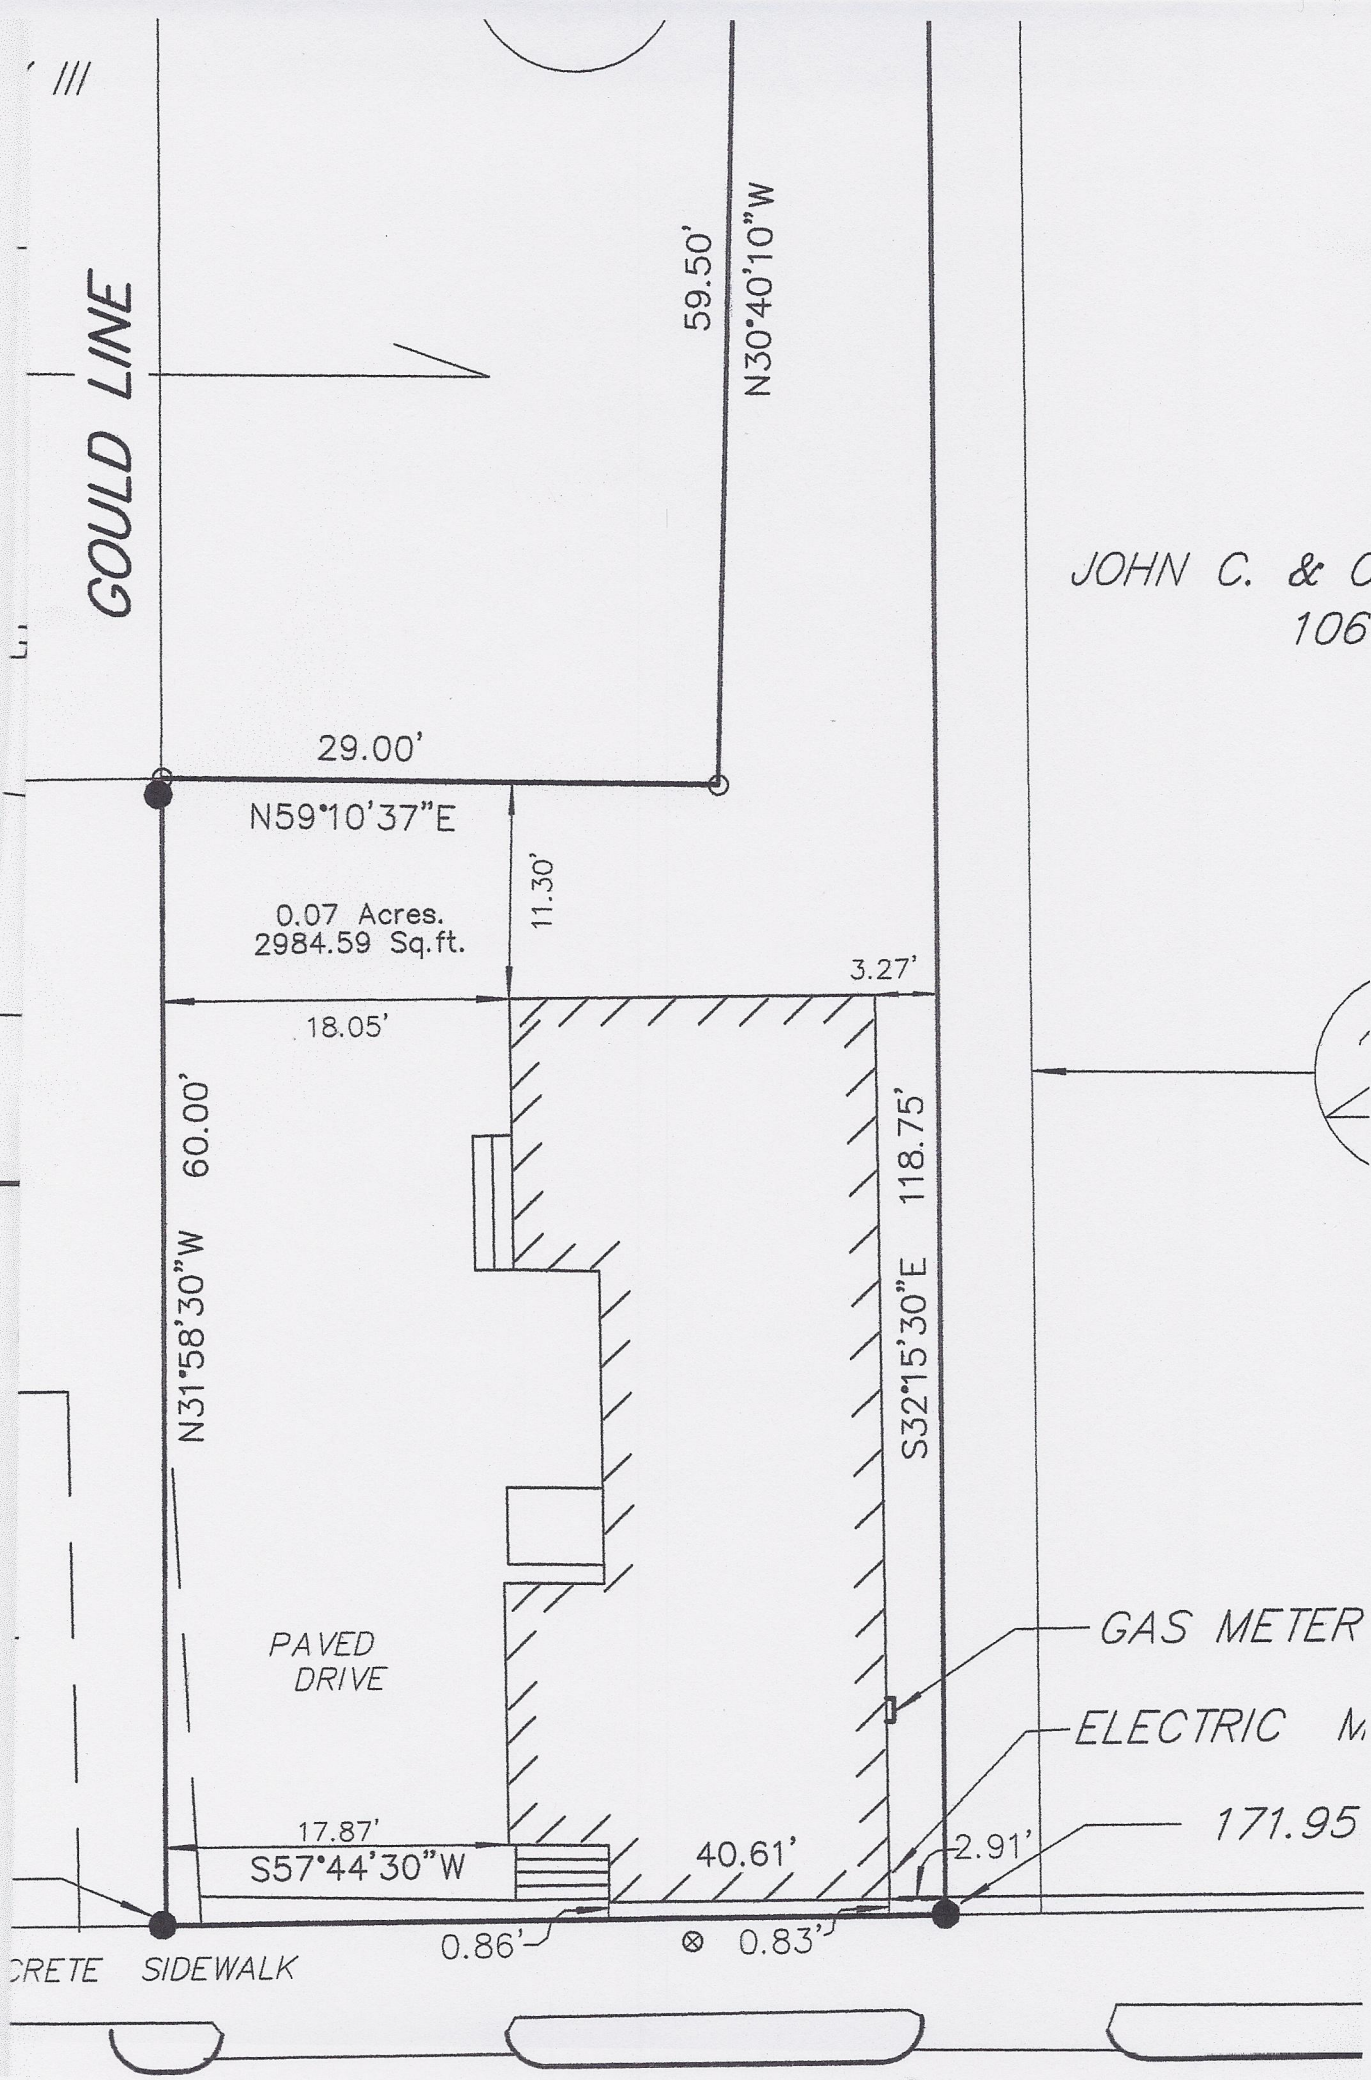 ///
GOULD LINE
59.50'
N30°40'10"W
JOHN C. &
106
29.00'
N59°10'37"E
11.30'
0.07 Acres.
2984.59 Sq.ft.
3.27'
18.05'
N31°58'30"W 60.00'
S32°15'30"E 118.75'
PAVED
DRIVE
GAS METER
ELECTRIC
171.95
17.87'
S57°44'30"W
40.61'
2.91'
0.86'
0.83'
CRETE SIDEWALK